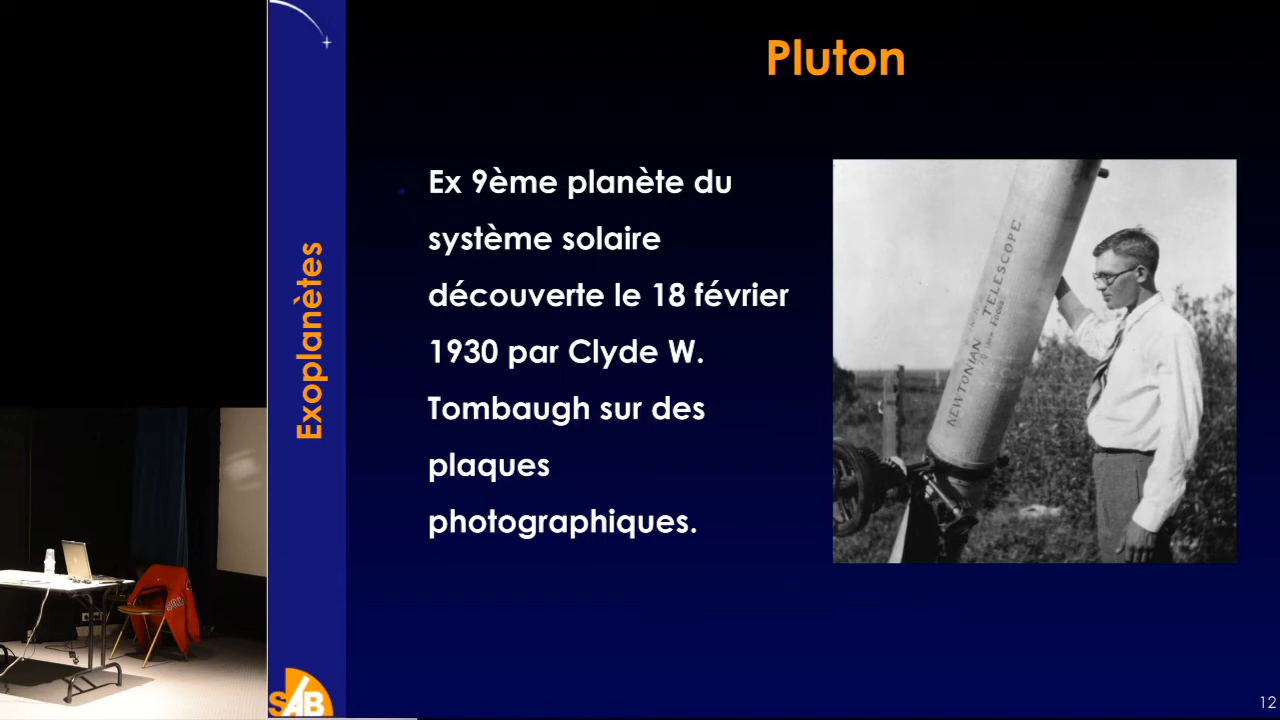 Pluton
Exoplanètes
Ex 9ème planète du
système solaire
découverte le 18 février
1930 par Clyde W.
Tombaugh sur des
plaques
photographiques.
NEWTONIAN TELESCOPE
SAB
12